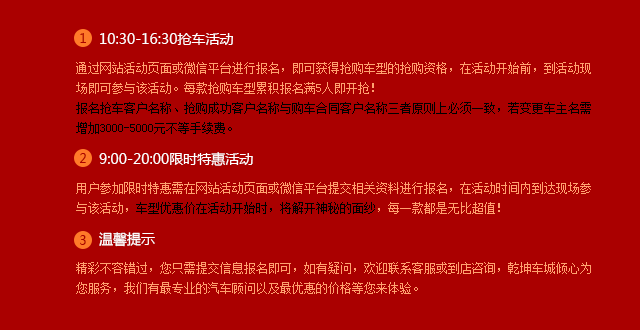 1 10:30-16:30抢车活动
通过网站活动页面或微信平台进行报名，即可获得抢购车型的抢购资格，在活动开始前，到活动现
场即可参与该活动。每款抢购车型累积报名满5人即开抢！
报名抢车客户名称、抢购成功客户名称与购车合同客户名称三者原则上必须一致、若变更车主名需
增加3000-5000元不等手续费。
2 9:00-20:00限时特惠活动
用户参加限时特惠需在网站活动页面或微信平台提交相关资料进行报名，在活动时间内到达现场参
与该活动，车型优惠价在活动开始时，将解开神秘的面纱，每一款都是无比超值！
3 温馨提示
精彩不容错过，您只需提交信息报名即可，如有疑问，欢迎联系客服或到店咨询，乾坤车城倾心为
您服务，我们有最专业的汽车顾问以及最优惠的价格等您来体验。